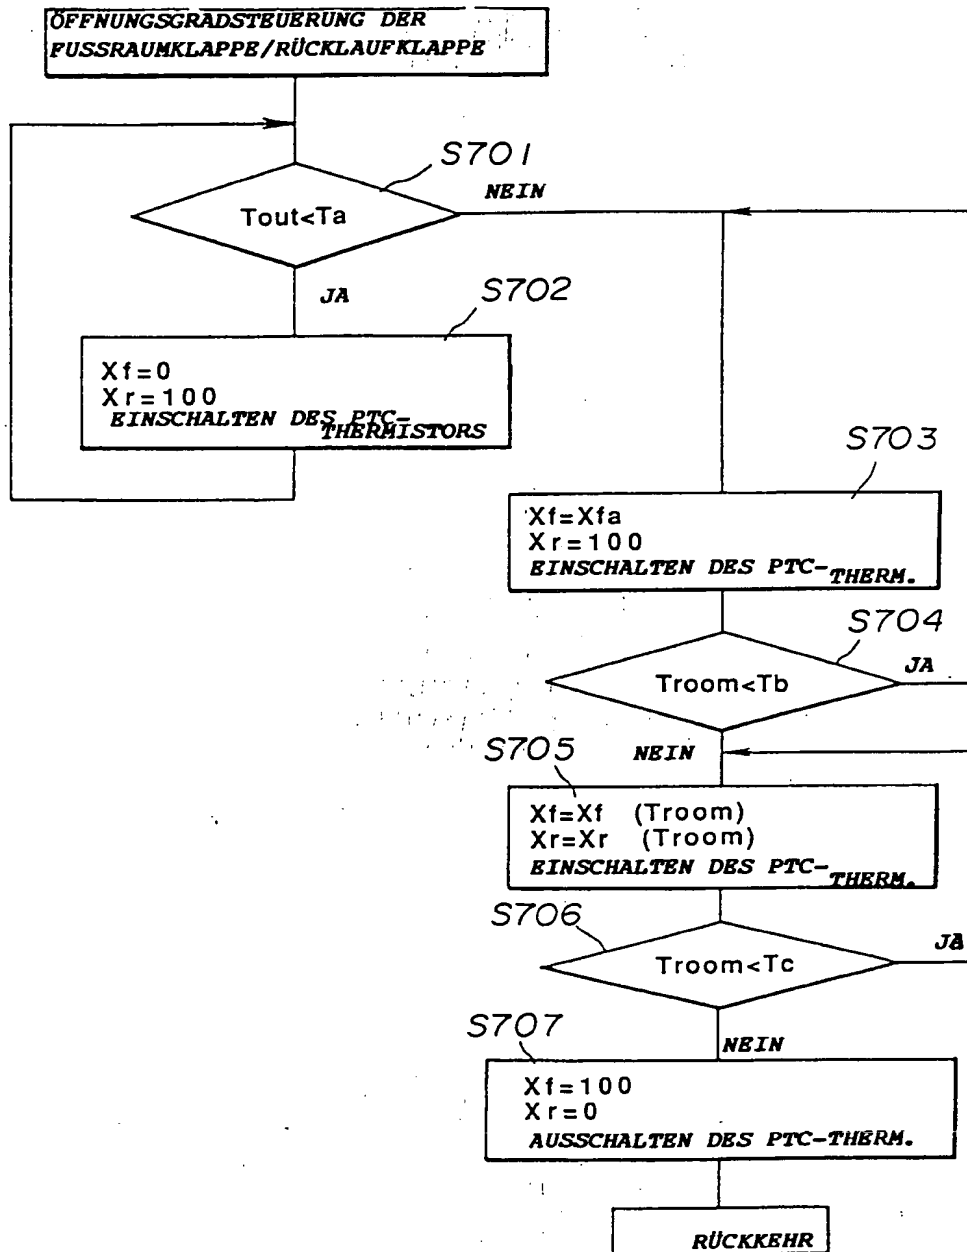 ÖFFNUNGSGRADSTEUERUNG DER
FUSSRAUMKLAPPE/RÜCKLAUFKLAPPE
S701
NEIN
Tout<Ta
JA
S702
Xf=0
Xr=100
EINSCHALTEN DES PTC-
THERMISTORS
S703
Xf=Xfa
Xr=100
EINSCHALTEN DES PTC-
THERM.
S704
JA
Troom<Tb
NEIN
S705
Xf=Xf (Troom)
Xr=Xr (Troom)
EINSCHALTEN DES PTC-
THERM.
S706
JA
Troom<Tc
S707
NEIN
Xf=100
Xr=0
AUSSCHALTEN DES PTC-THERM.
RÜCKKEHR